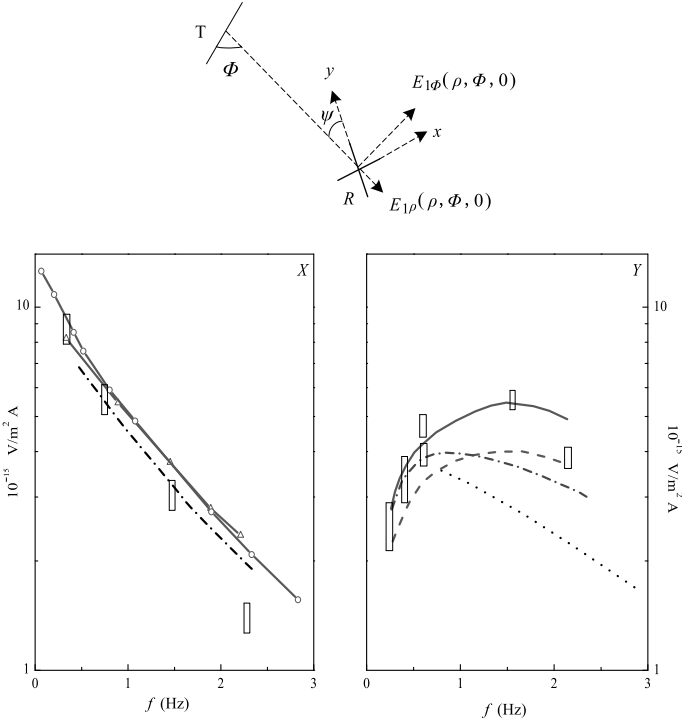 T
Φ
y
E1Φ(ρ, Φ, 0)
ψ
x
R
E1ρ(ρ, Φ, 0)
X
Y
10
10
10⁻¹⁵ V/m² A
10⁻¹⁵ V/m² A
1
1
0 1 2 3
0 1 2 3
f (Hz)
f (Hz)